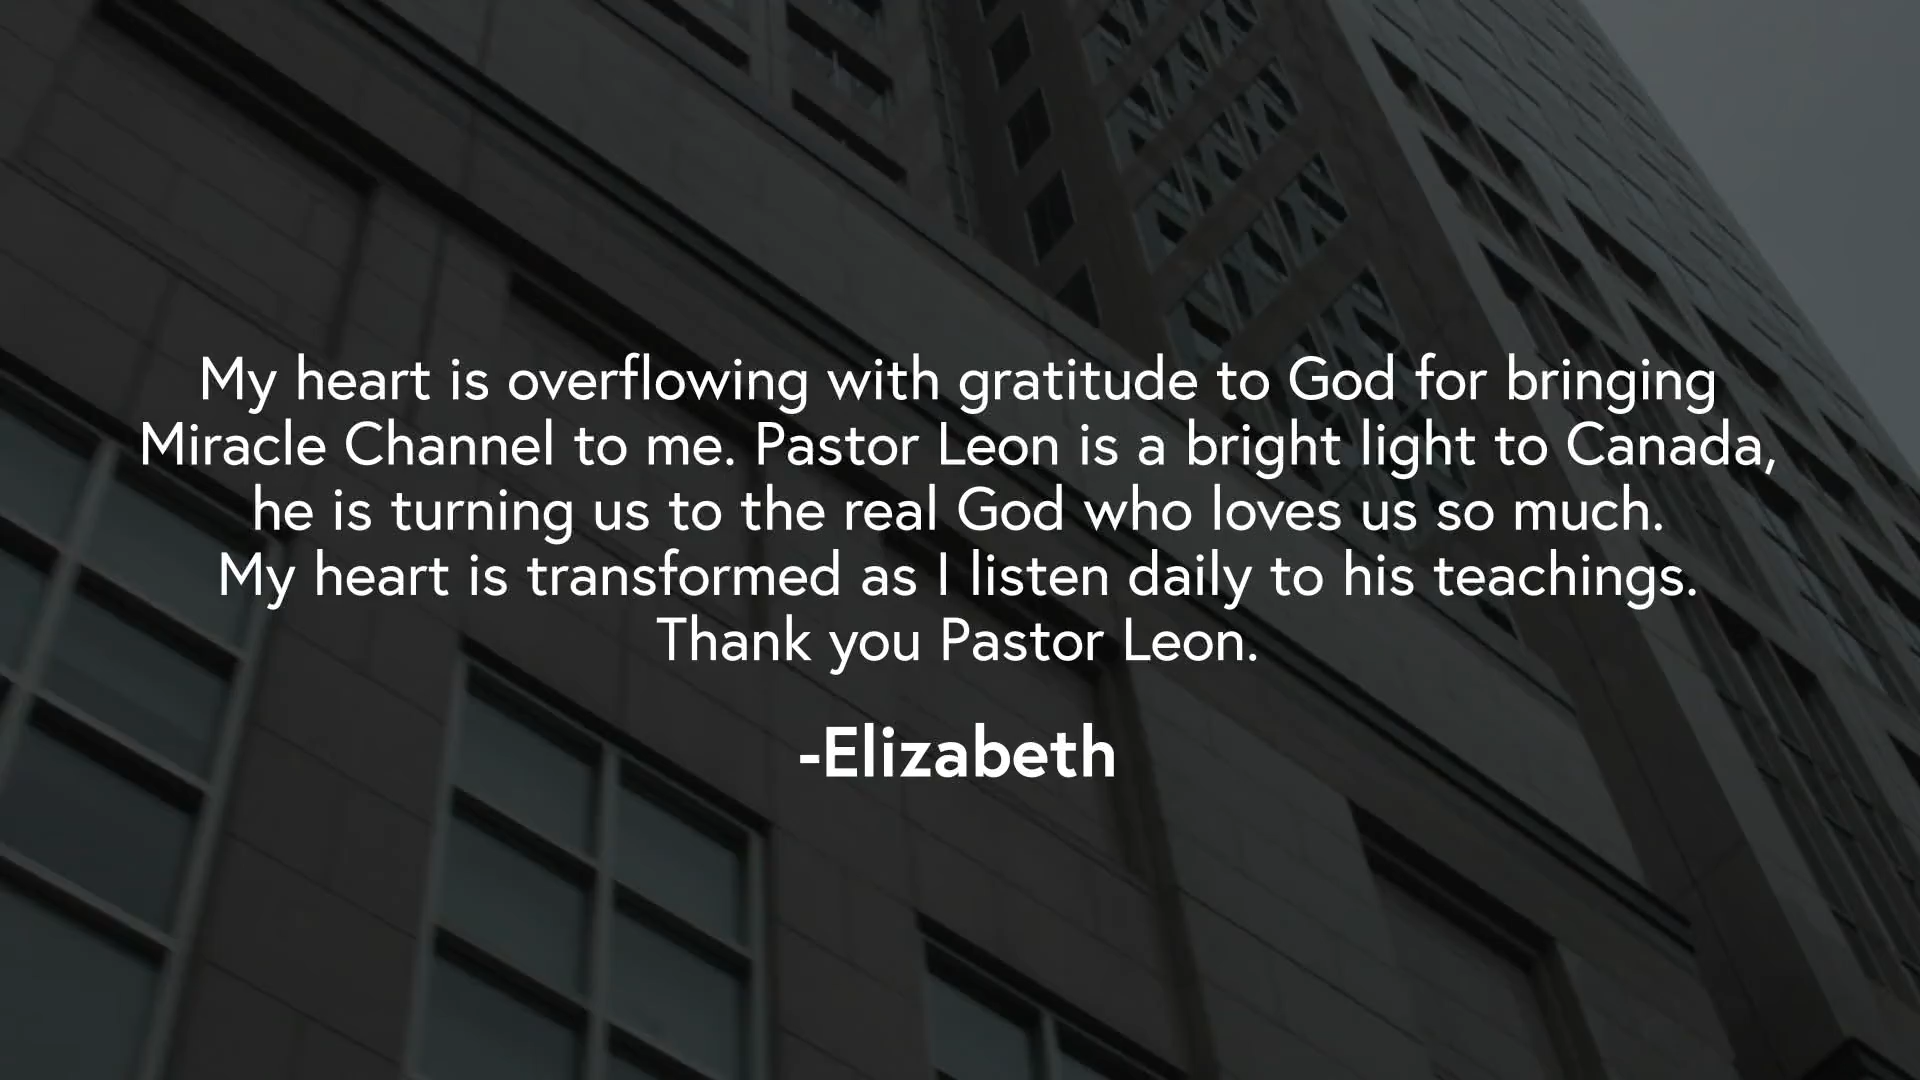 My heart is overflowing with gratitude to God for bringing
Miracle Channel to me. Pastor Leon is a bright light to Canada,
he is turning us to the real God who loves us so much.
My heart is transformed as I listen daily to his teachings.
Thank you Pastor Leon.
-Elizabeth